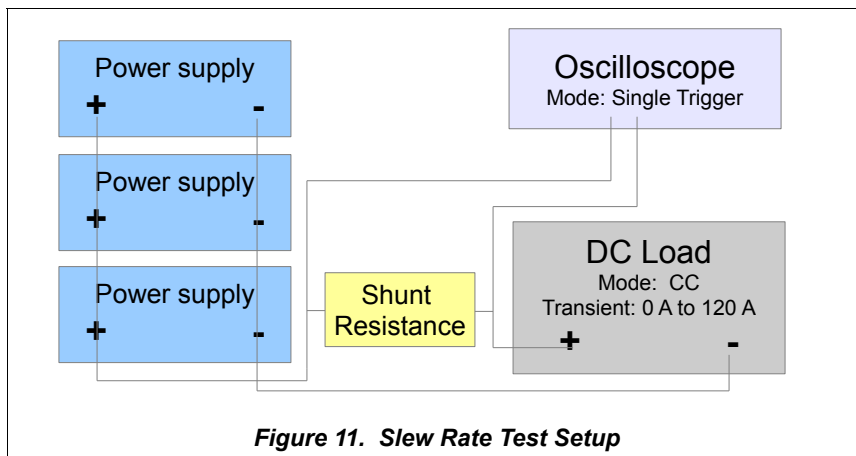 Power supply
+ -
Power supply
+ -
Power supply
+ -
Oscilloscope
Mode: Single Trigger
Shunt
Resistance
DC Load
Mode: CC
Transient: 0 A to 120 A
+ -
Figure 11. Slew Rate Test Setup